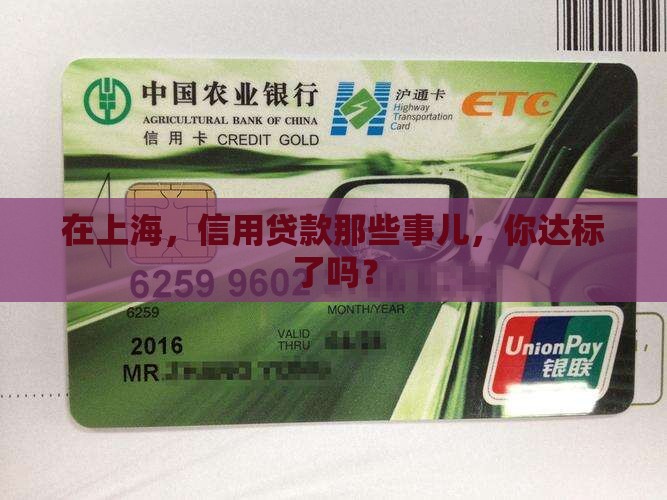 中国农业银行
AGRICULTURAL BANK OF CHINA
信用卡 CREDIT GOLD
沪通卡
Highway
Transportation
Card
ETC
在上海，信用贷款那些事儿，你达标
了吗？
6259 9602
6259
MONTH/YEAR
VALID
THRU
2016
MR
UnionPay
银联